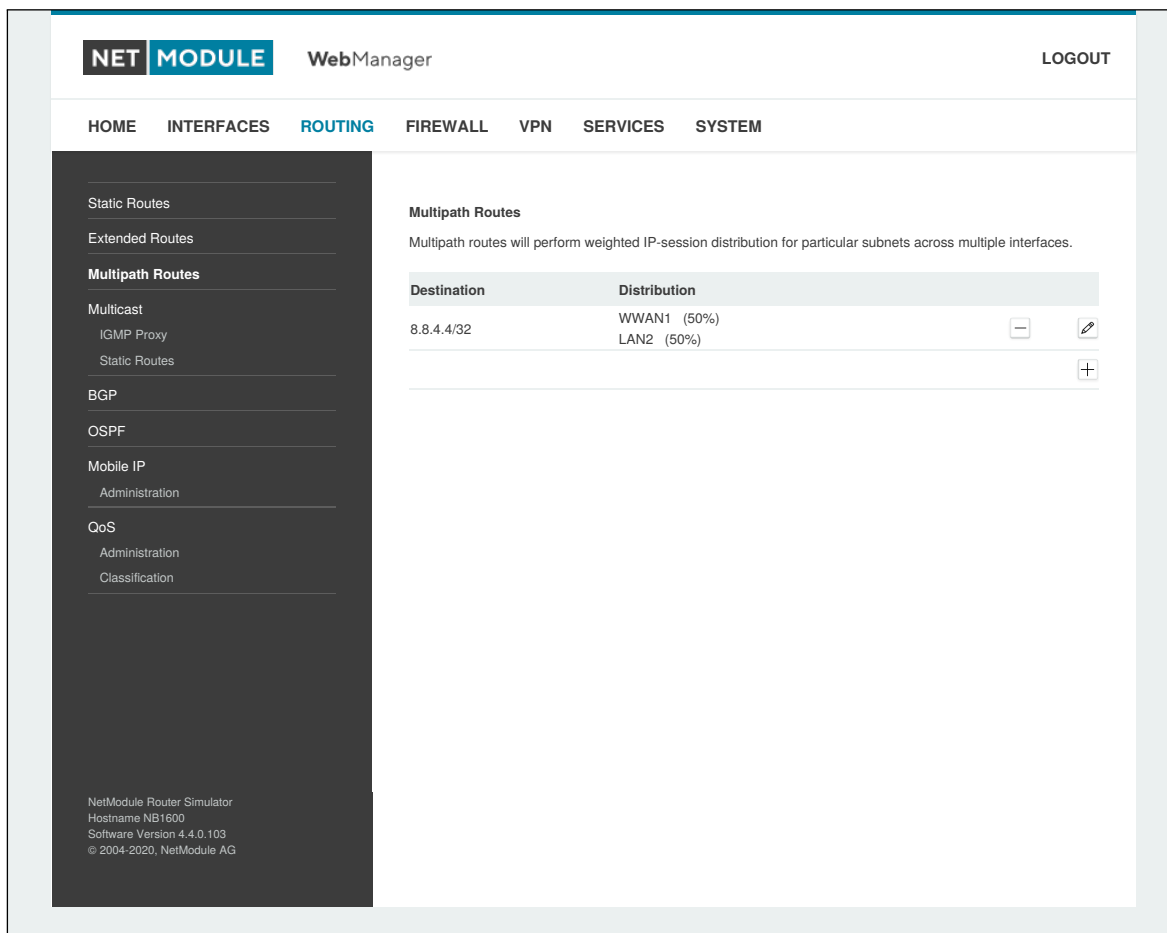 NET MODULE WebManager LOGOUT
HOME INTERFACES ROUTING FIREWALL VPN SERVICES SYSTEM
Static Routes
Extended Routes
Multipath Routes
Multicast
IGMP Proxy
Static Routes
BGP
OSPF
Mobile IP
Administration
QoS
Administration
Classification
NetModule Router Simulator
Hostname NB1600
Software Version 4.4.0.103
© 2004-2020, NetModule AG
Multipath Routes
Multipath routes will perform weighted IP-session distribution for particular subnets across multiple interfaces.
Destination Distribution
8.8.4.4/32
WWAN1 (50%)
LAN2 (50%)